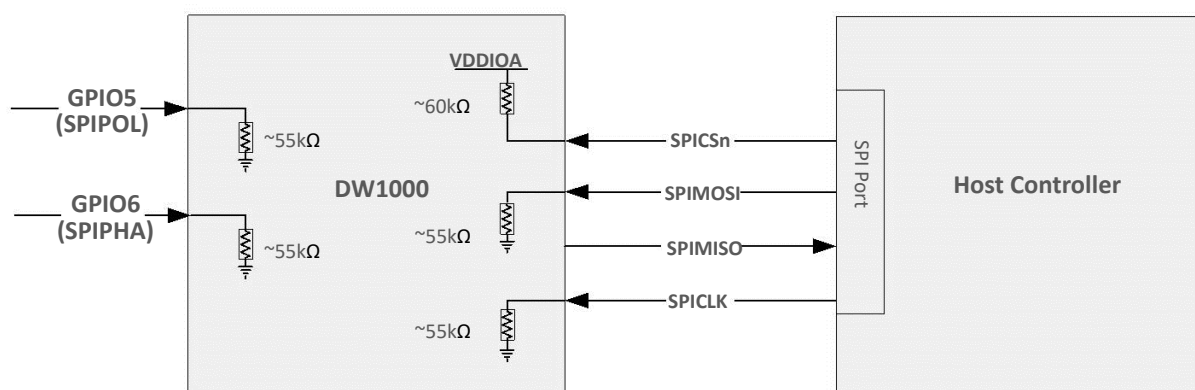 VDDIOA
GPIO5
(SPIPOL)
~55kΩ
~60kΩ
SPICSn
DW1000
SPIMOSI
SPI Port
Host Controller
GPIO6
(SPIPHA)
~55kΩ
~55kΩ
SPIMISO
SPICLK
~55kΩ